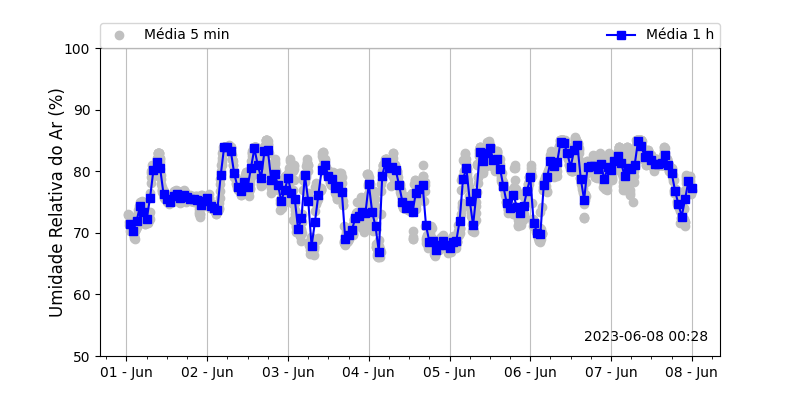 Média 5 min
Média 1 h
Umidade Relativa do Ar (%)
100
90
80
70
60
50
2023-06-08 00:28
01 - Jun
02 - Jun
03 - Jun
04 - Jun
05 - Jun
06 - Jun
07 - Jun
08 - Jun